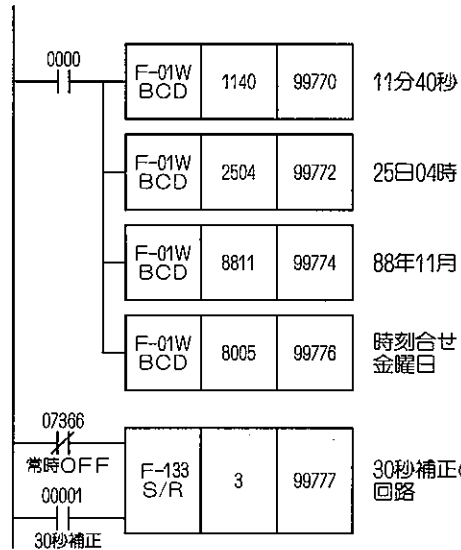 0000
F-01W
BCD
1140
99770
11分40秒
F-01W
BCD
2504
99772
25日04時
F-01W
BCD
8811
99774
88年11月
F-01W
BCD
8005
99776
時刻合せ
金曜日
07366
常時OFF
00001
30秒補正
F-133
S/R
3
99777
30秒補正
回路